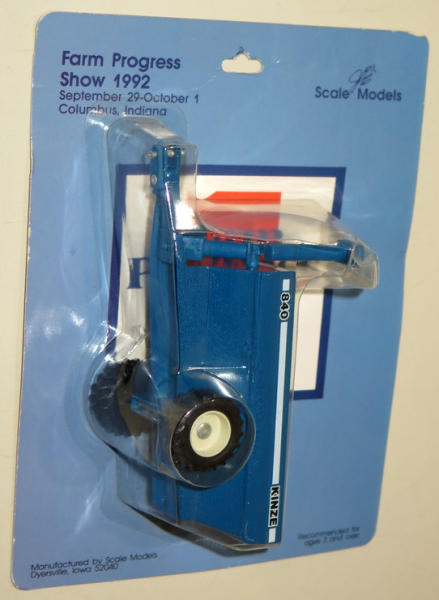 Farm Progress
Show 1992
September 29-October 1
Columbus, Indiana
Scale Models
840
KINZE
Recommended for
ages 3 and over
Manufactured by Scale Models
Dyersville, Iowa 52040